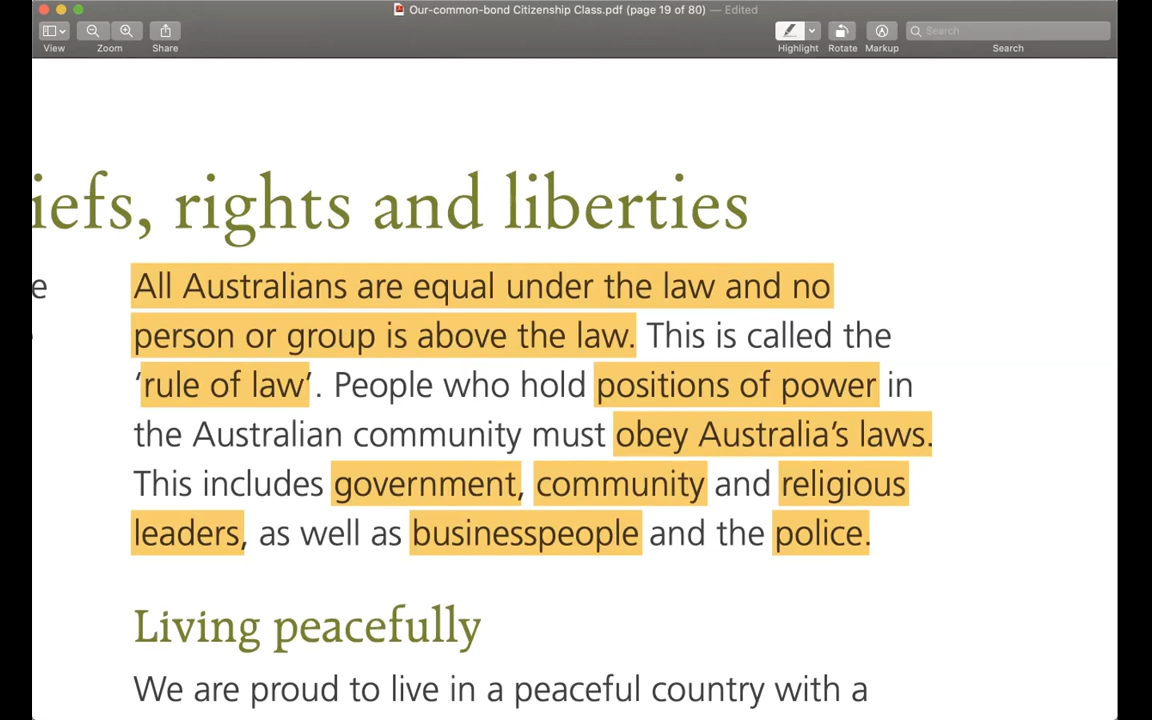 Our-common-bond Citizenship Class.pdf (page 19 of 80) — Edited
View
Zoom
Share
Highlight
Rotate
Markup
Search
Search
iefs, rights and liberties
e
All Australians are equal under the law and no
person or group is above the law. This is called the
‘rule of law’. People who hold positions of power in
the Australian community must obey Australia’s laws.
This includes government, community and religious
leaders, as well as businesspeople and the police.
Living peacefully
We are proud to live in a peaceful country with a